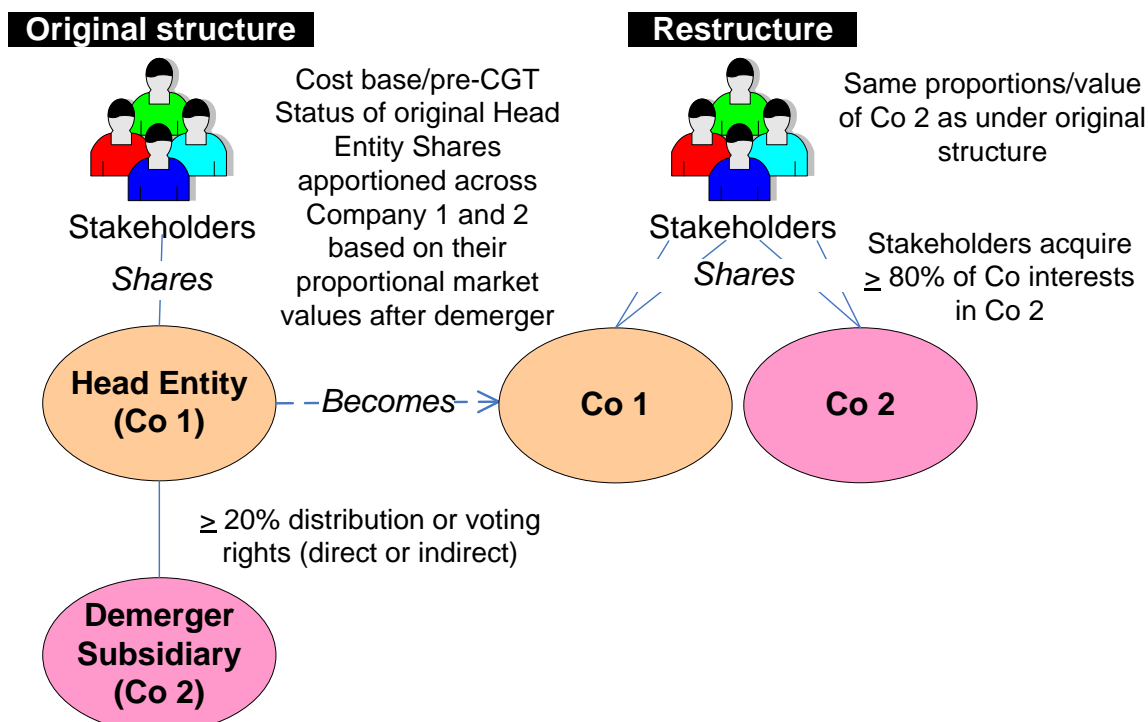 Original structure
Restructure
Cost base/pre-CGT
Status of original Head
Entity Shares
apportioned across
Company 1 and 2
based on their
proportional market
values after demerger
Same proportions/value
of Co 2 as under original
structure
Stakeholders
Stakeholders
Shares
Shares
Stakeholders acquire
≥ 80% of Co interests
in Co 2
Head Entity
(Co 1)
Becomes
Co 1
Co 2
≥ 20% distribution or voting
rights (direct or indirect)
Demerger
Subsidiary
(Co 2)